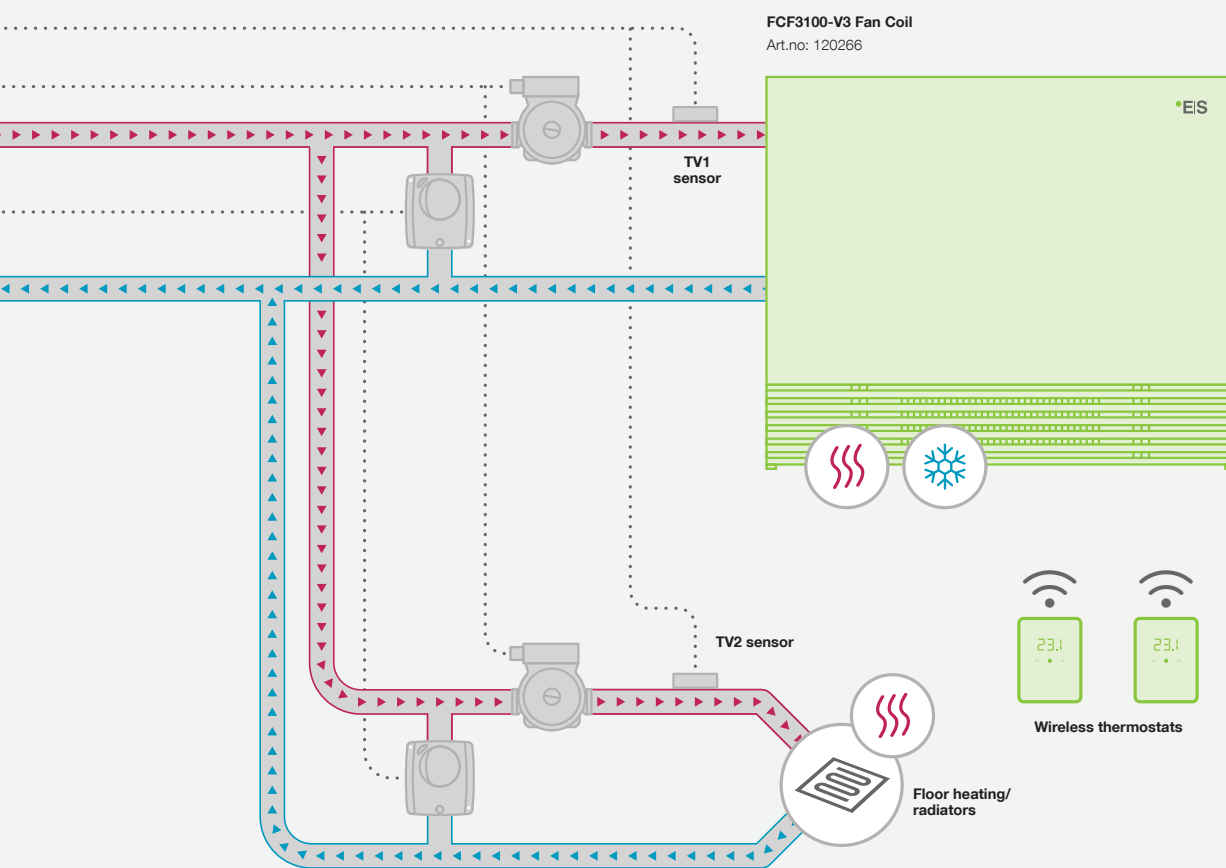 FCF3100-V3 Fan Coil
Art.no: 120266
EIS
TV1
sensor
TV2 sensor
23.1
23.1
Wireless thermostats
Floor heating/
radiators